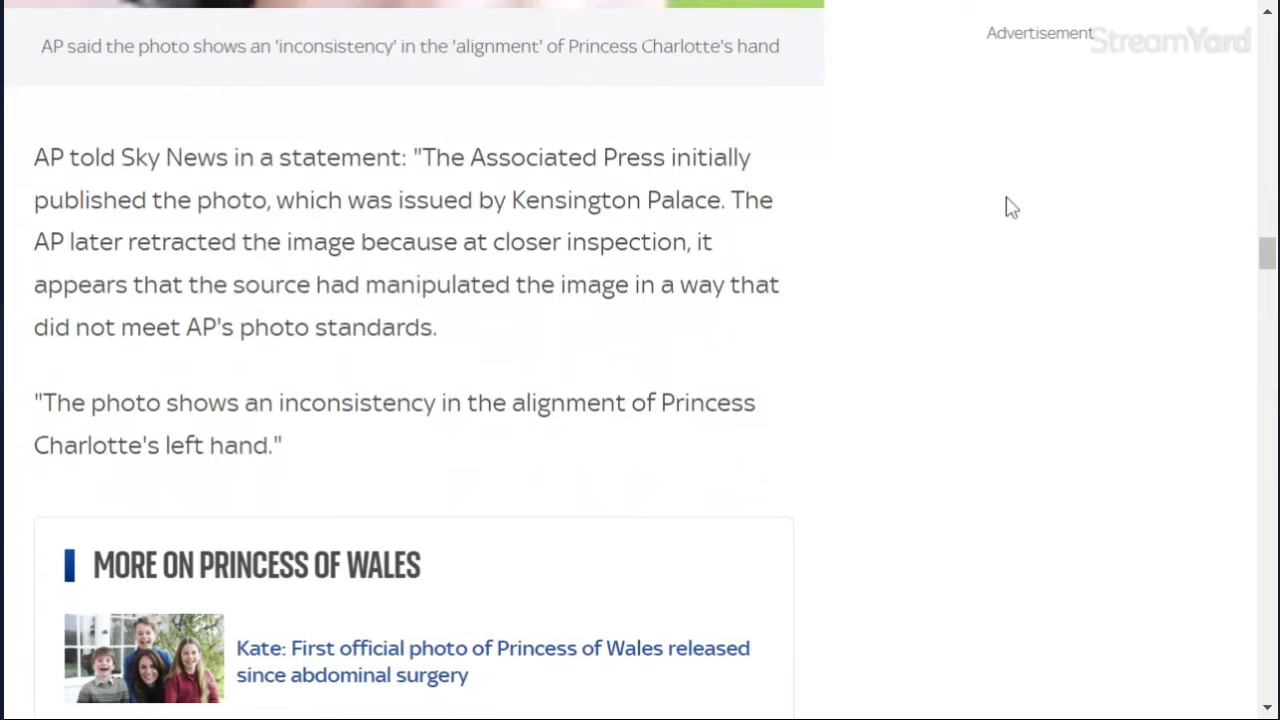 AP said the photo shows an 'inconsistency' in the 'alignment' of Princess Charlotte's hand
Advertisement
StreamYard
AP told Sky News in a statement: "The Associated Press initially
published the photo, which was issued by Kensington Palace. The
AP later retracted the image because at closer inspection, it
appears that the source had manipulated the image in a way that
did not meet AP's photo standards.
"The photo shows an inconsistency in the alignment of Princess
Charlotte's left hand."
MORE ON PRINCESS OF WALES
Kate: First official photo of Princess of Wales released
since abdominal surgery